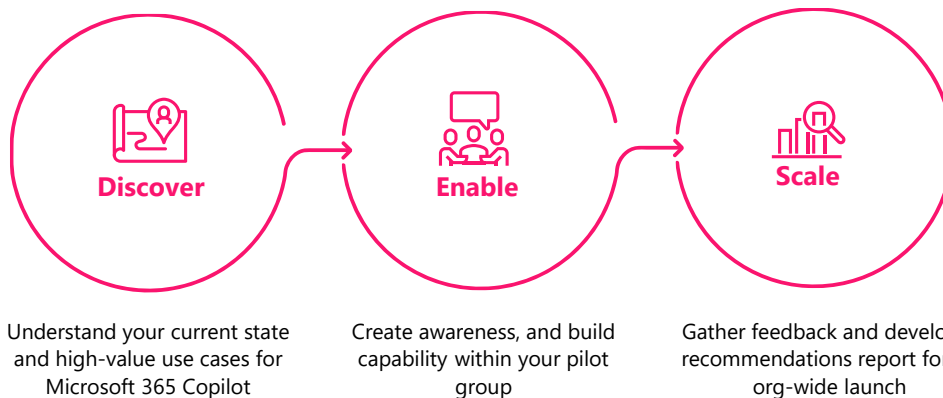 Discover
Enable
Scale
Understand your current state
and high-value use cases for
Microsoft 365 Copilot
Create awareness, and build
capability within your pilot
group
Gather feedback and develo
recommendations report fo
org-wide launch